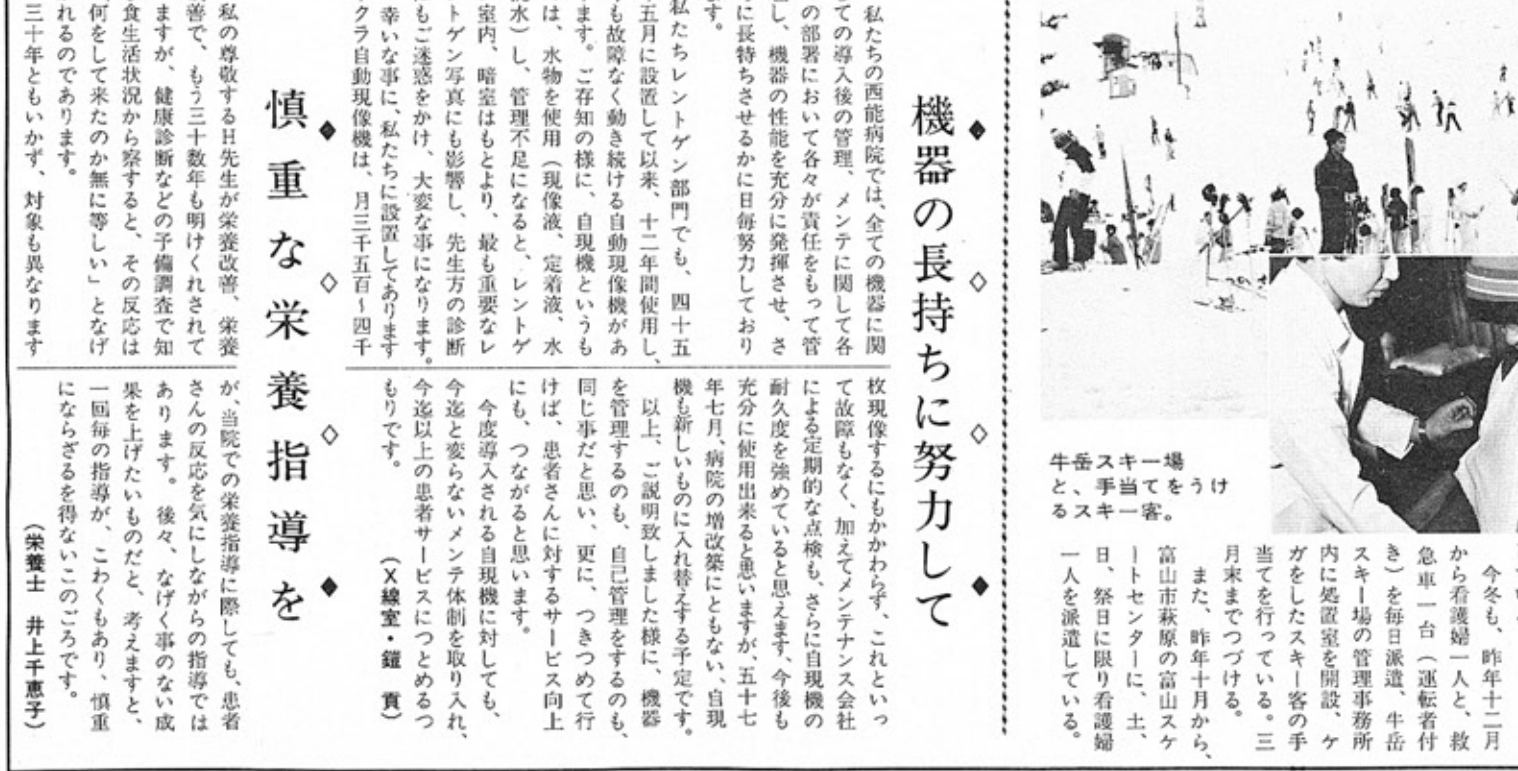 今冬も、昨年十二月
から看護婦一人と、救
急車一台（運転者付
き）を毎日派遣、牛岳
スキー場の管理事務所
内に処置室を開設、ケ
ガをしたスキー客の手
当てを行っている。三
月末までつづける。
また、昨年十月から、
富山市萩原の富山スケ
ートセンターに、土、
日、祭日に限り看護婦
一人を派遣している。
牛岳スキー場
と、手当てをうけ
るスキー客。
◆機器の◇長持ちに◇努力して◆
私たちの西能病院では、全ての機器に関
しての導入後の管理、メンテに関して各
の部署において各々が責任をもって管
し、機器の性能を充分に発揮させ、さ
に長持ちさせるかに日毎努力しており
ます。
私たちレントゲン部門でも、四十五
年五月に設置して以来、十二年間使用し、
も故障なく動き続ける自動現像機があ
ます。ご存知の様に、自現機というも
は、水物を使用（現像液、定着液、水
水）し、管理不足になると、レントゲ
室内、暗室はもとより、最も重要なレ
トゲン写真にも影響し、先生方の診断
にもご迷惑をかけ、大変な事になります。
幸いな事に、私たちに設置してあります
クラ自動現像機は、月三千五百〜四千
枚現像するにもかかわらず、これといっ
て故障もなく、加えてメンテナンス会社
による定期的な点検も、さらに自現機の
耐久度を強めていると思えます、今後も
充分に使用出来ると思いますが、五十七
年七月、病院の増改築にともない、自現
機も新しいものに入れ替えする予定です。
以上、ご説明致しました様に、機器
を管理するのも、自己管理をするのも、
同じ事だと思い、更に、つきつめて行
けば、患者さんに対するサービス向上
にも、つながると思います。
今度導入される自現機に対しても、
今迄と変らないメンテ体制を取り入れ、
今迄以上の患者サービスにつとめるつ
もりです。
（Ⅹ線室・鎧　貢）
◆慎重な◇栄養◇指導を◆
私の尊敬するＨ先生が栄養改善、栄養
善で、もう三十数年も明けくれされて
ますが、健康診断などの予備調査で知
食生活状況から察すると、その反応は
何をして来たのか無に等しい」となげ
れるのであります。
三十年ともいかず、対象も異なります
が、当院での栄養指導に際しても、患者
さんの反応を気にしながらの指導では
あります。後々、なげく事のない成
果を上げたいものだと、考えますと、
一回毎の指導が、こわくもあり、慎重
にならざるを得ないこのごろです。
（栄養士　井上千恵子）